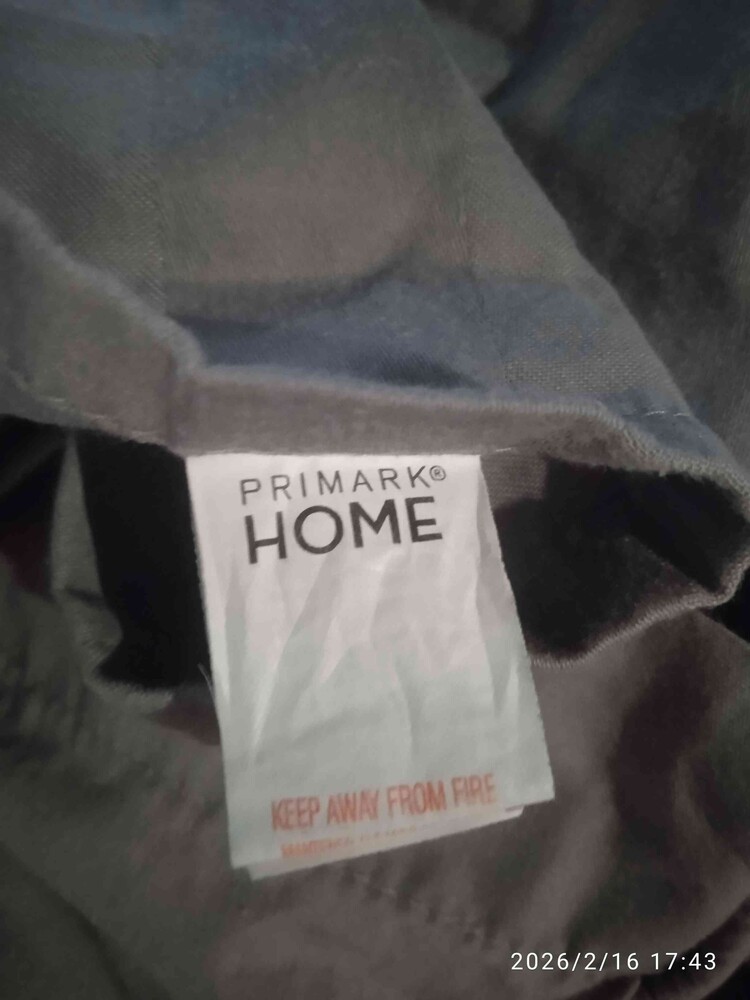 PRIMARK®
HOME
KEEP AWAY FROM FIRE
2026/2/16 17:43